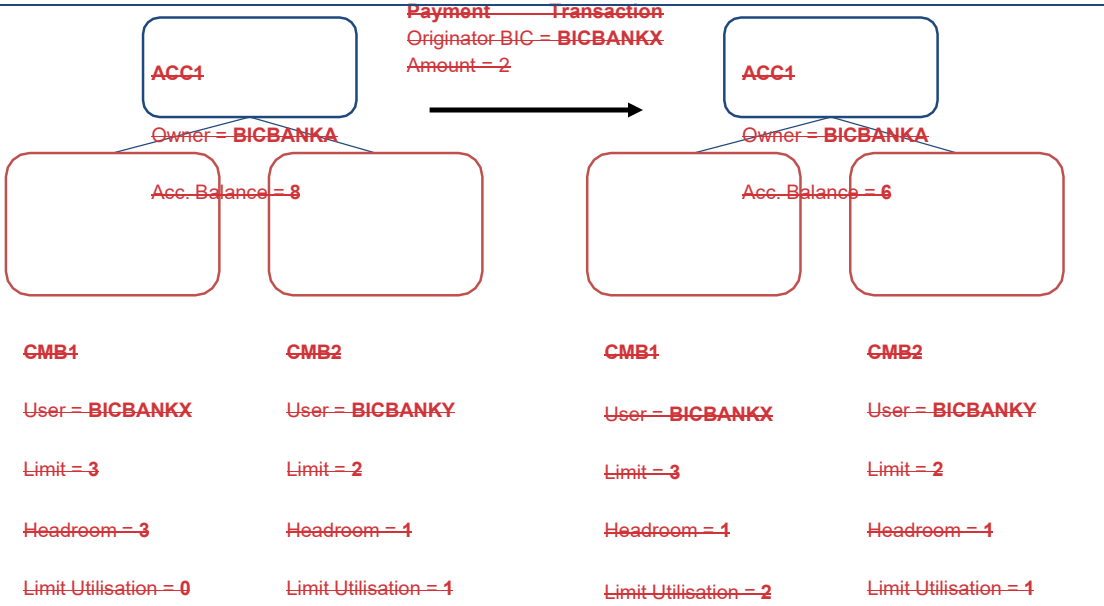 Payment Transaction
Originator BIC = BICBANKX
Amount = 2
ACC1
Owner = BICBANKA
Acc. Balance = 8
ACC1
Owner = BICBANKA
Acc. Balance = 6
CMB1
User = BICBANKX
Limit = 3
Headroom = 3
Limit Utilisation = 0
CMB2
User = BICBANKY
Limit = 2
Headroom = 1
Limit Utilisation = 1
CMB1
User = BICBANKX
Limit = 3
Headroom = 1
Limit Utilisation = 2
CMB2
User = BICBANKY
Limit = 2
Headroom = 1
Limit Utilisation = 1